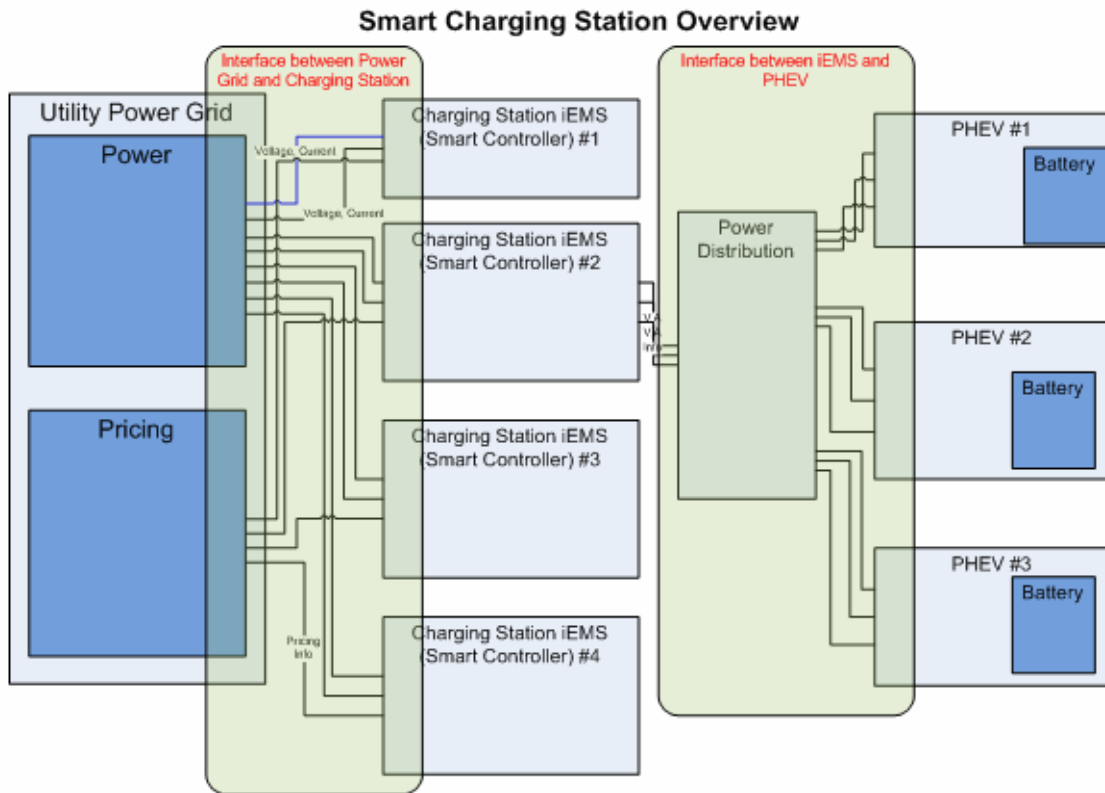 Smart Charging Station Overview
Interface between Power
Grid and Charging Station
Interface between iEMS and
PHEV
Utility Power Grid
Power
Pricing
Voltage, Current
Voltage, Current
Pricing
Info
Charging Station iEMS
(Smart Controller) #1
Charging Station iEMS
(Smart Controller) #2
Charging Station iEMS
(Smart Controller) #3
Charging Station iEMS
(Smart Controller) #4
V,A
V,A
Info
Power
Distribution
PHEV #1
Battery
PHEV #2
Battery
PHEV #3
Battery